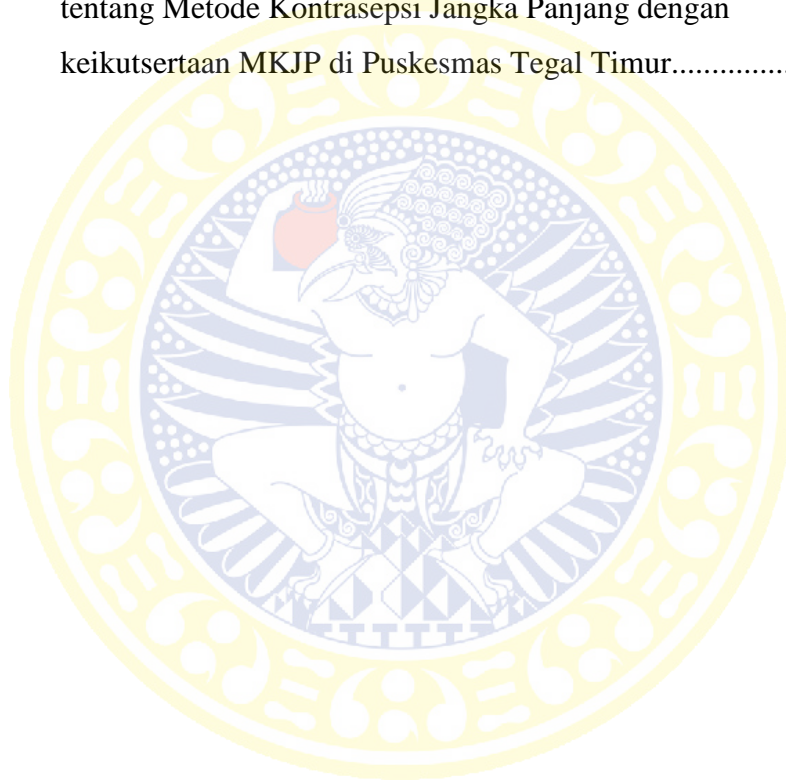 tentang Metode Kontrasepsi Jangka Panjang dengan
keikutsertaan MKJP di Puskesmas Tegal Timur...............